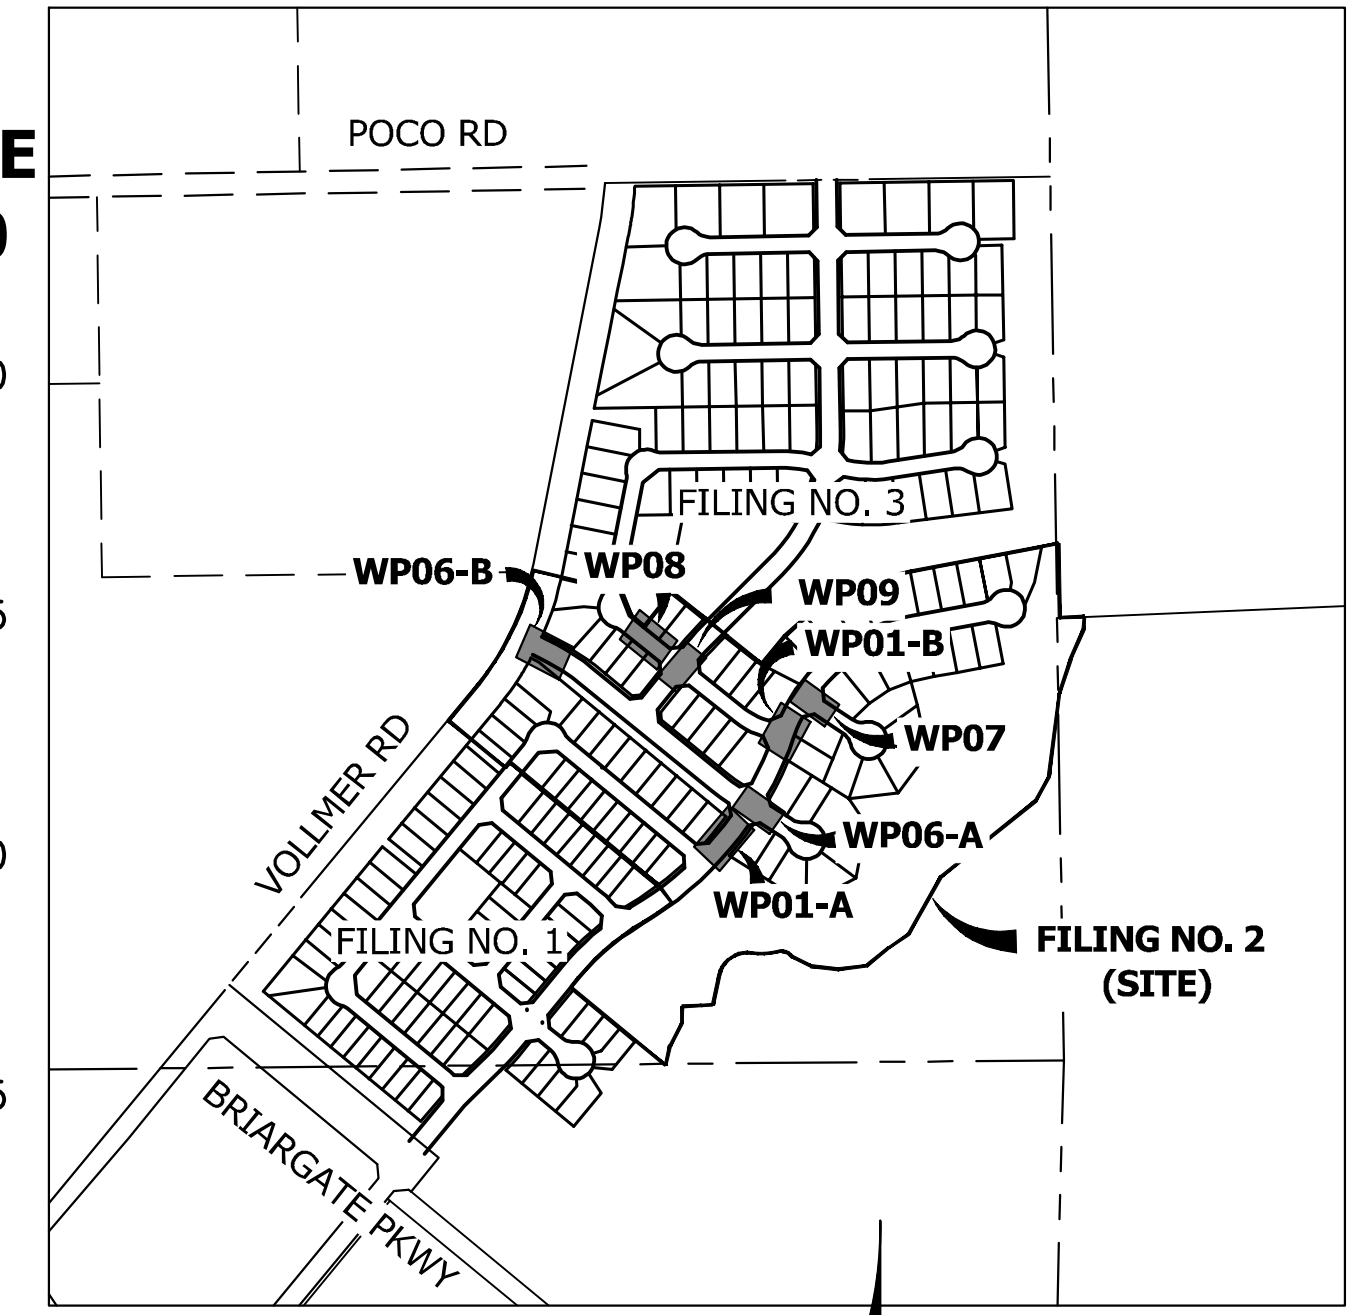 E
POCO RD
FILING NO. 3
WP06-B
WP08
WP09
WP01-B
WP07
VOLLMER RD
WP06-A
WP01-A
FILING NO. 1
FILING NO. 2
(SITE)
BRIARGATE PKWY